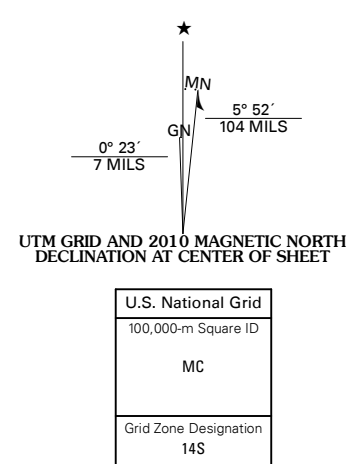 ★
MN
5° 52´
104 MILS
GN
0° 23´
7 MILS
UTM GRID AND 2010 MAGNETIC NORTH
DECLINATION AT CENTER OF SHEET
U.S. National Grid
100,000-m Square ID
MC
Grid Zone Designation
14S